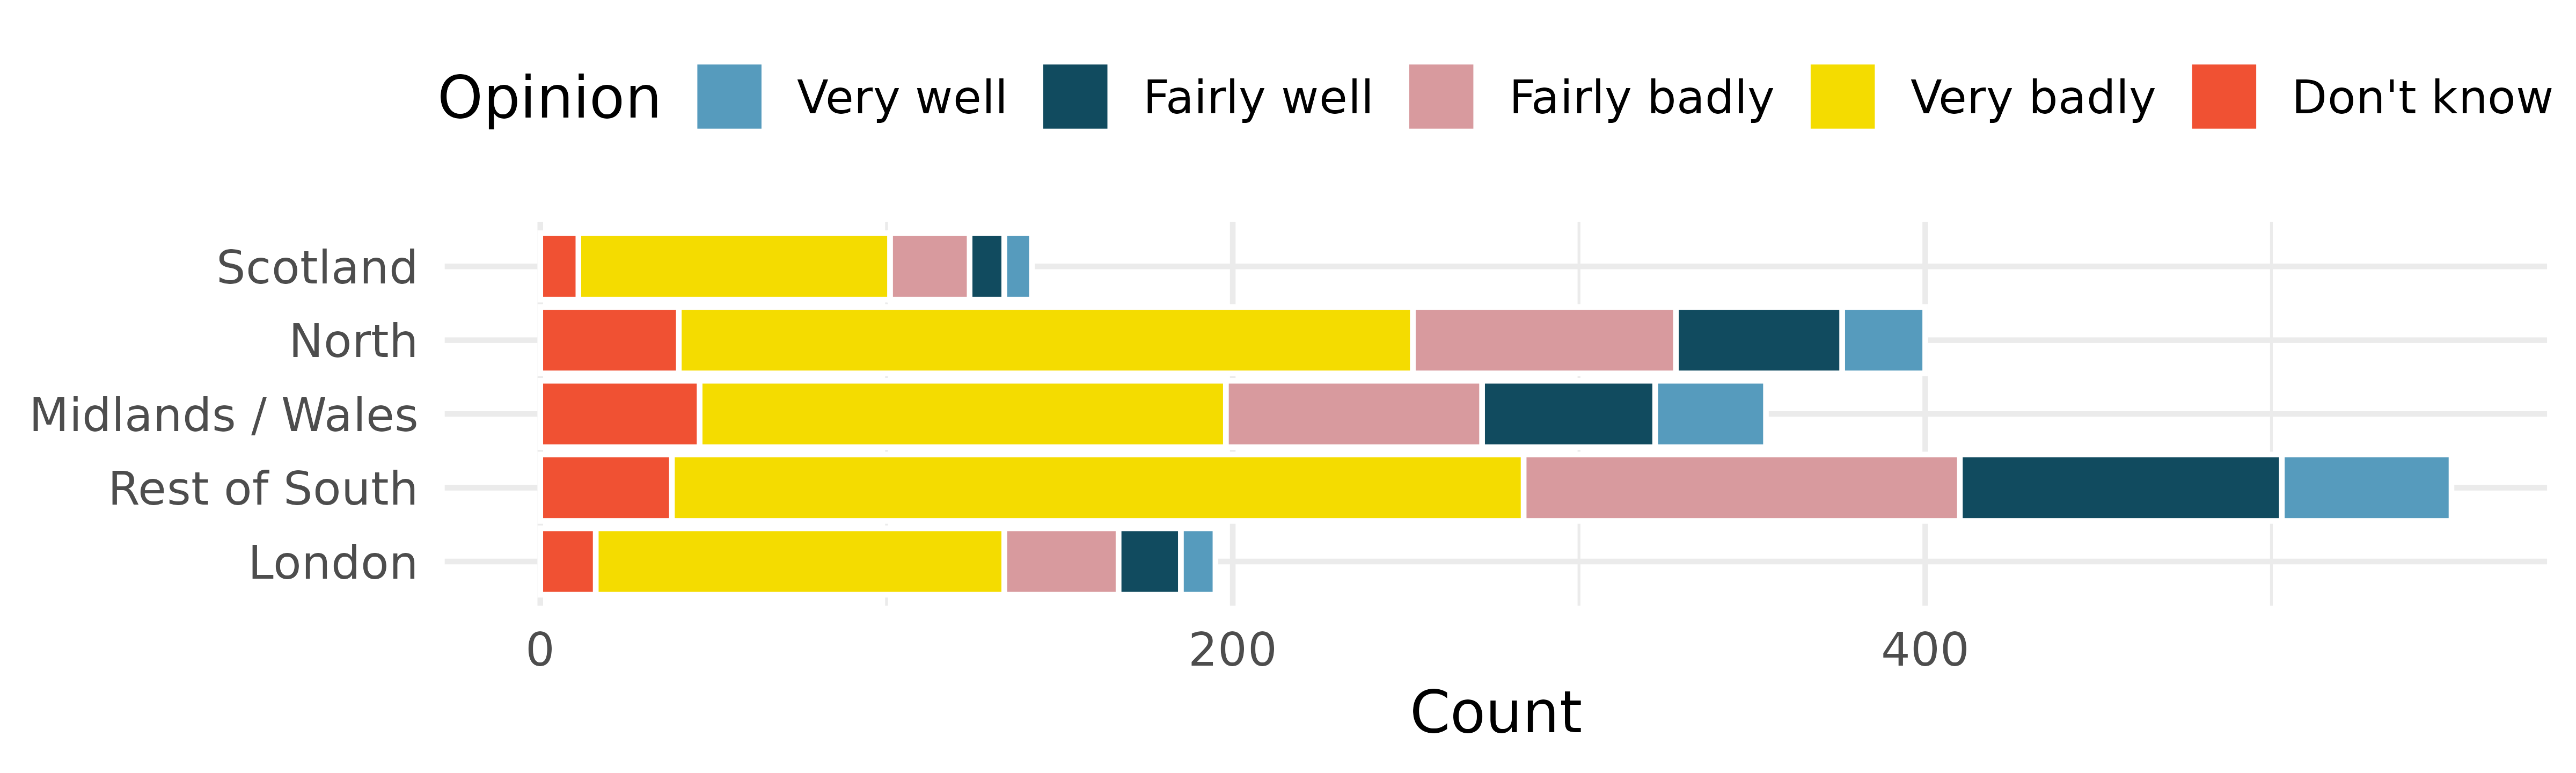 Opinion Very well Fairly well Fairly badly Very badly Don't know
Scotland
North
Midlands / Wales
Rest of South
London
0 200 400
Count